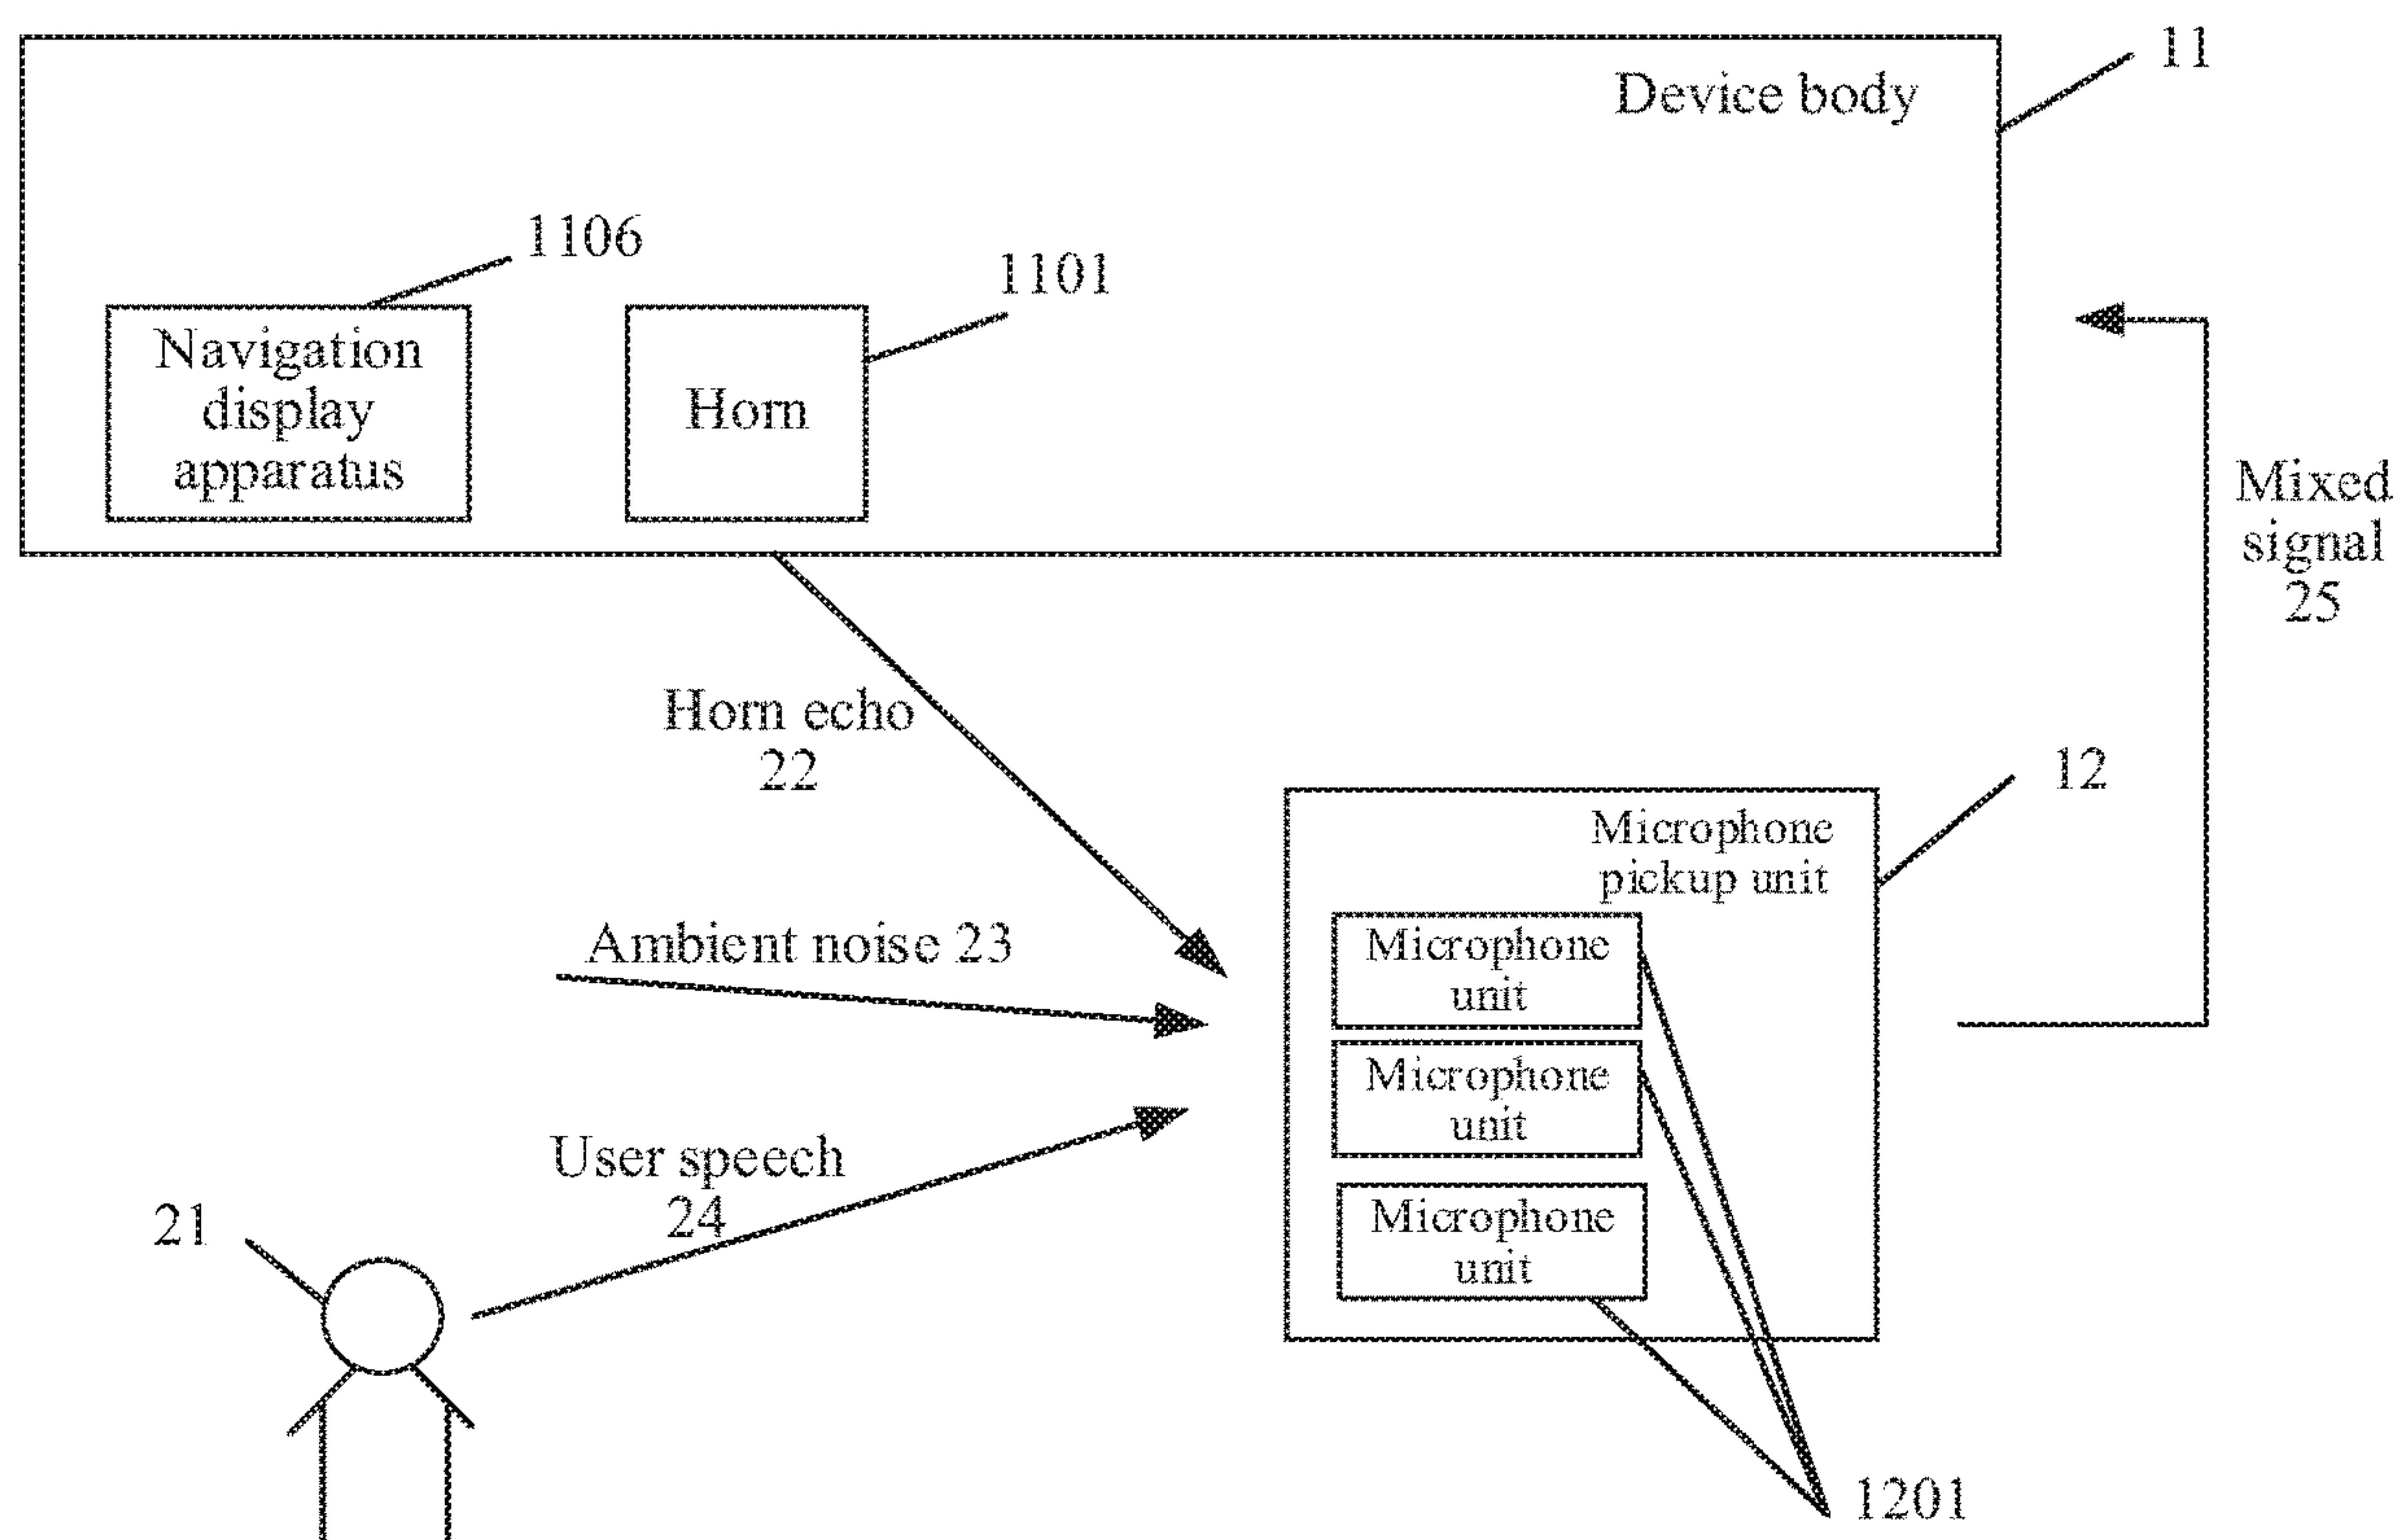 11
Device body
1106
1101
Navigation
display
apparatus
Horn
Mixed
signal
25
Horn echo
22
12
Microphone
pickup unit
Ambient noise 23
Microphone
unit
Microphone
unit
User speech
24
21
Microphone
unit
1201